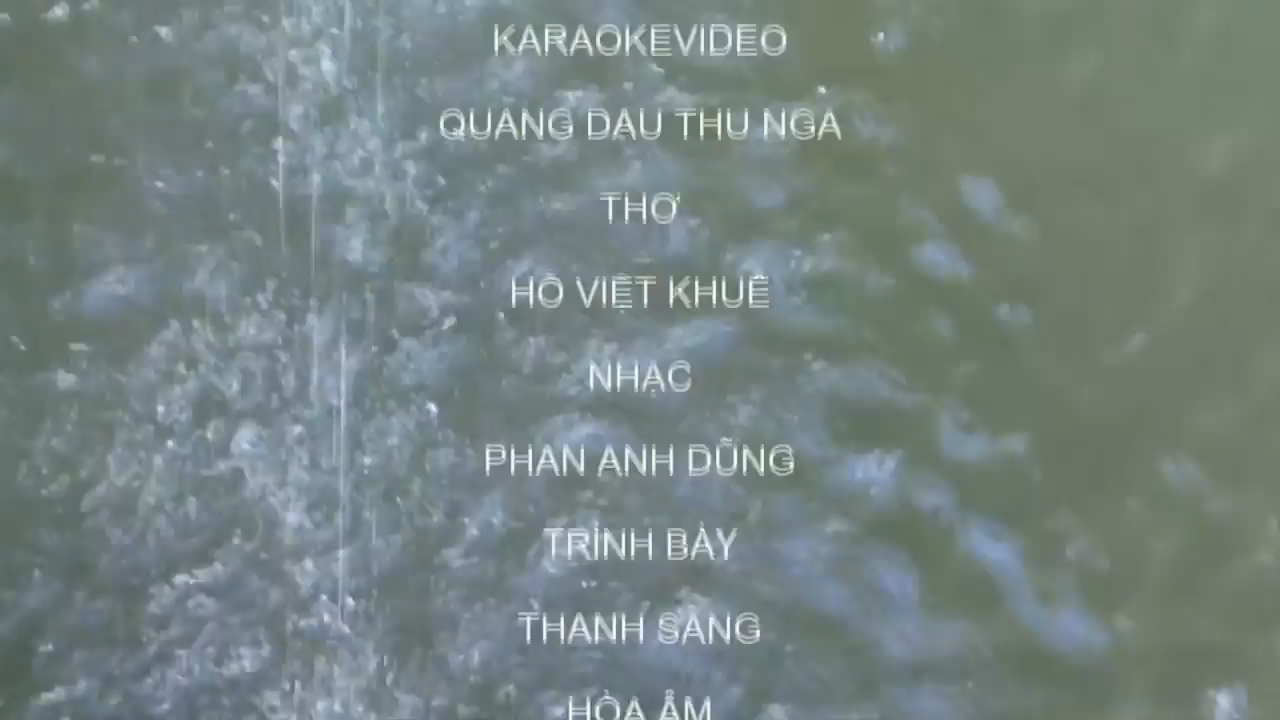 KARAOKEVIDEO
QUANG DAU THU NGA
THƠ
HỒ VIỆT KHUÊ
NHẠC
PHAN ANH DŨNG
TRÌNH BÀY
THANH SANG
HÒA ÂM